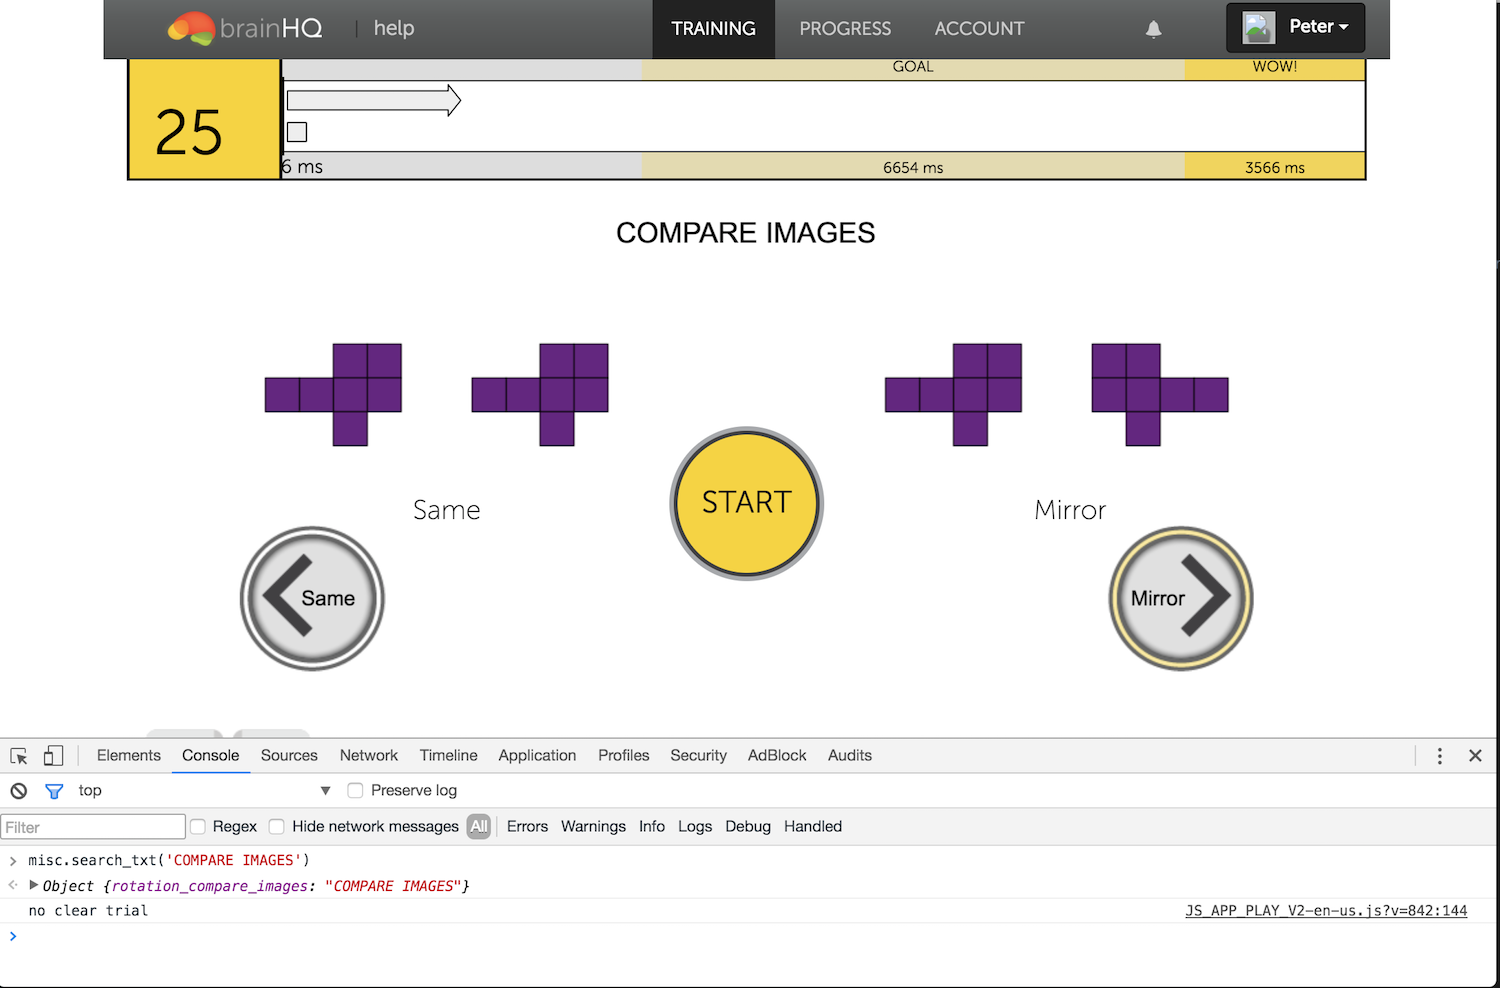 brainHQ | help TRAINING PROGRESS ACCOUNT Peter
GOAL WOW!
25
6 ms 6654 ms 3566 ms
COMPARE IMAGES
START
Same Mirror
Same Mirror
Elements Console Sources Network Timeline Application Profiles Security AdBlock Audits
top Preserve log
Filter Regex Hide network messages All Errors Warnings Info Logs Debug Handled
misc.search_txt('COMPARE IMAGES')
Object {rotation_compare_images: "COMPARE IMAGES"}
no clear trial JS_APP_PLAY_V2-en-us.js?v=842:144